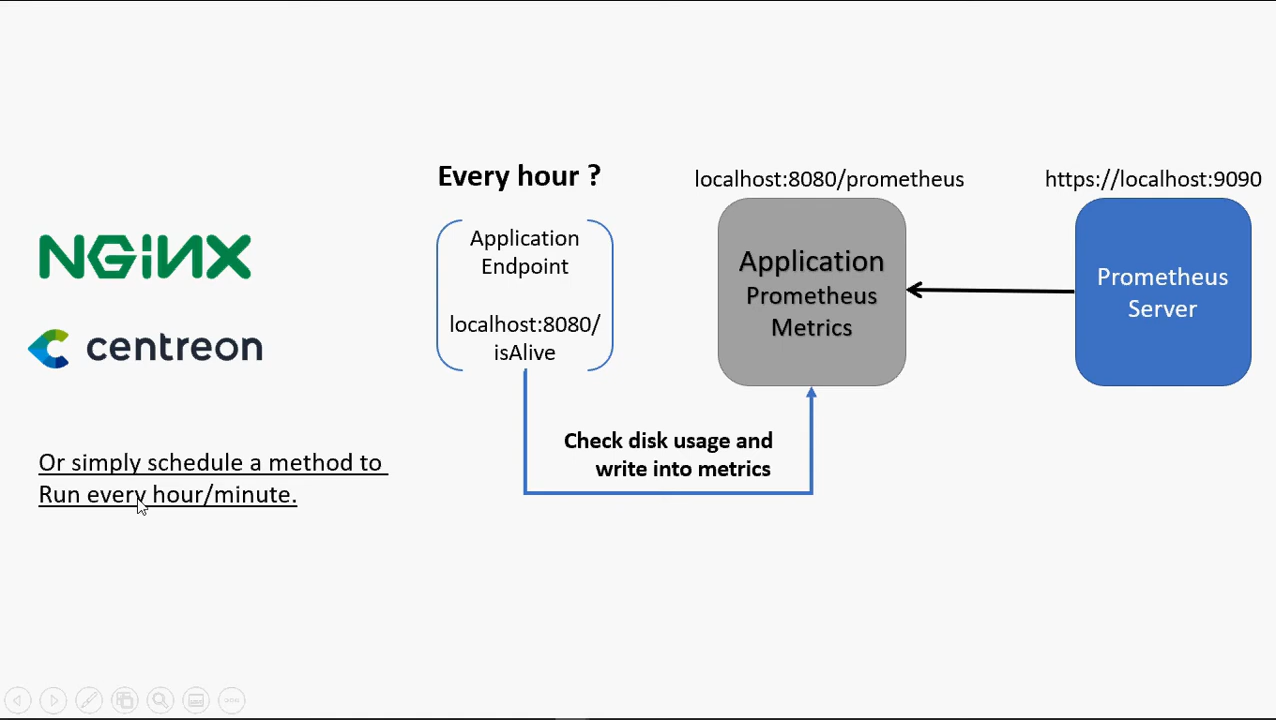 NGINX
centreon
Or simply schedule a method to
Run every hour/minute.
Every hour ?
Application
Endpoint
localhost:8080/
isAlive
Check disk usage and
write into metrics
localhost:8080/prometheus
Application
Prometheus
Metrics
https://localhost:9090
Prometheus
Server